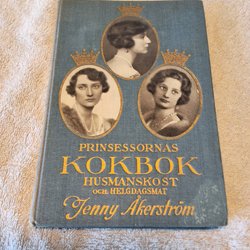 PRINSESSORNAS
KOKBOK
HUSMANSKOST
OCH HELGDAGSMAT
Jenny Åkerström